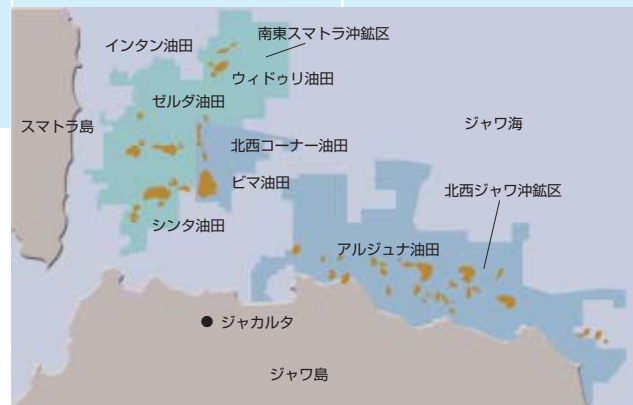 南東スマトラ沖鉱区
インタン油田
ウィドゥリ油田
ゼルダ油田
スマトラ島
ジャワ海
北西コーナー油田
ビマ油田
北西ジャワ沖鉱区
シンタ油田
アルジュナ油田
ジャカルタ
ジャワ島